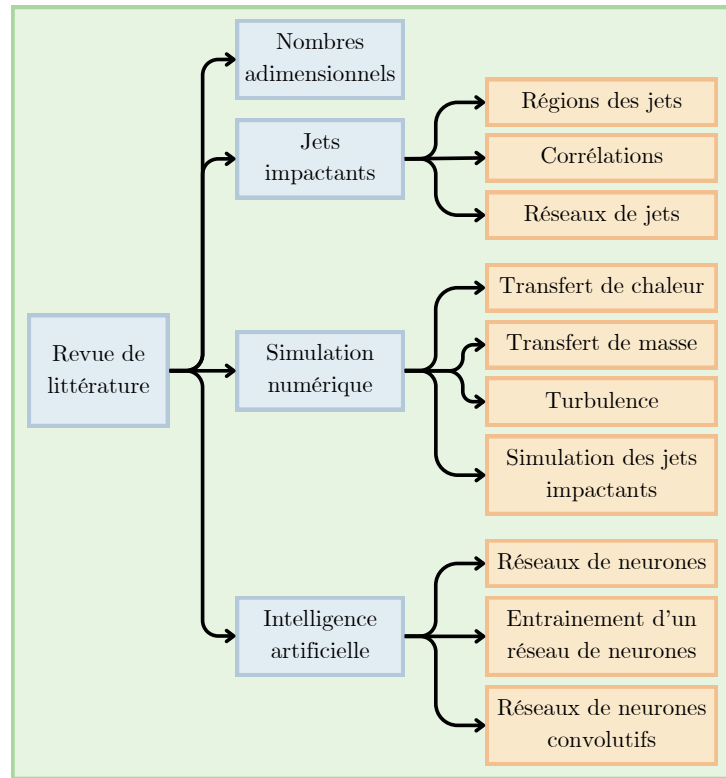 Revue de
littérature
Nombres
adimensionnels
Jets
impactants
Régions des jets
Corrélations
Réseaux de jets
Simulation
numérique
Transfert de chaleur
Transfert de masse
Turbulence
Simulation des jets
impactants
Intelligence
artificielle
Réseaux de neurones
Entrainement d'un
réseau de neurones
Réseaux de neurones
convolutifs